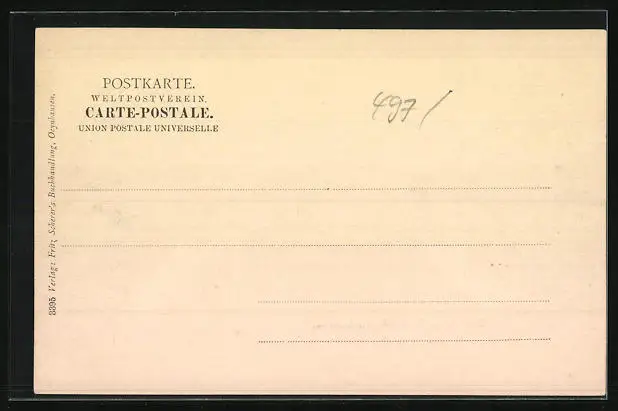 POSTKARTE.
WELTPOSTVEREIN.
CARTE-POSTALE.
UNION POSTALE UNIVERSELLE
497/
3395 Verlag: Fritz Scherer's Buchhandlung, Oeynhausen.